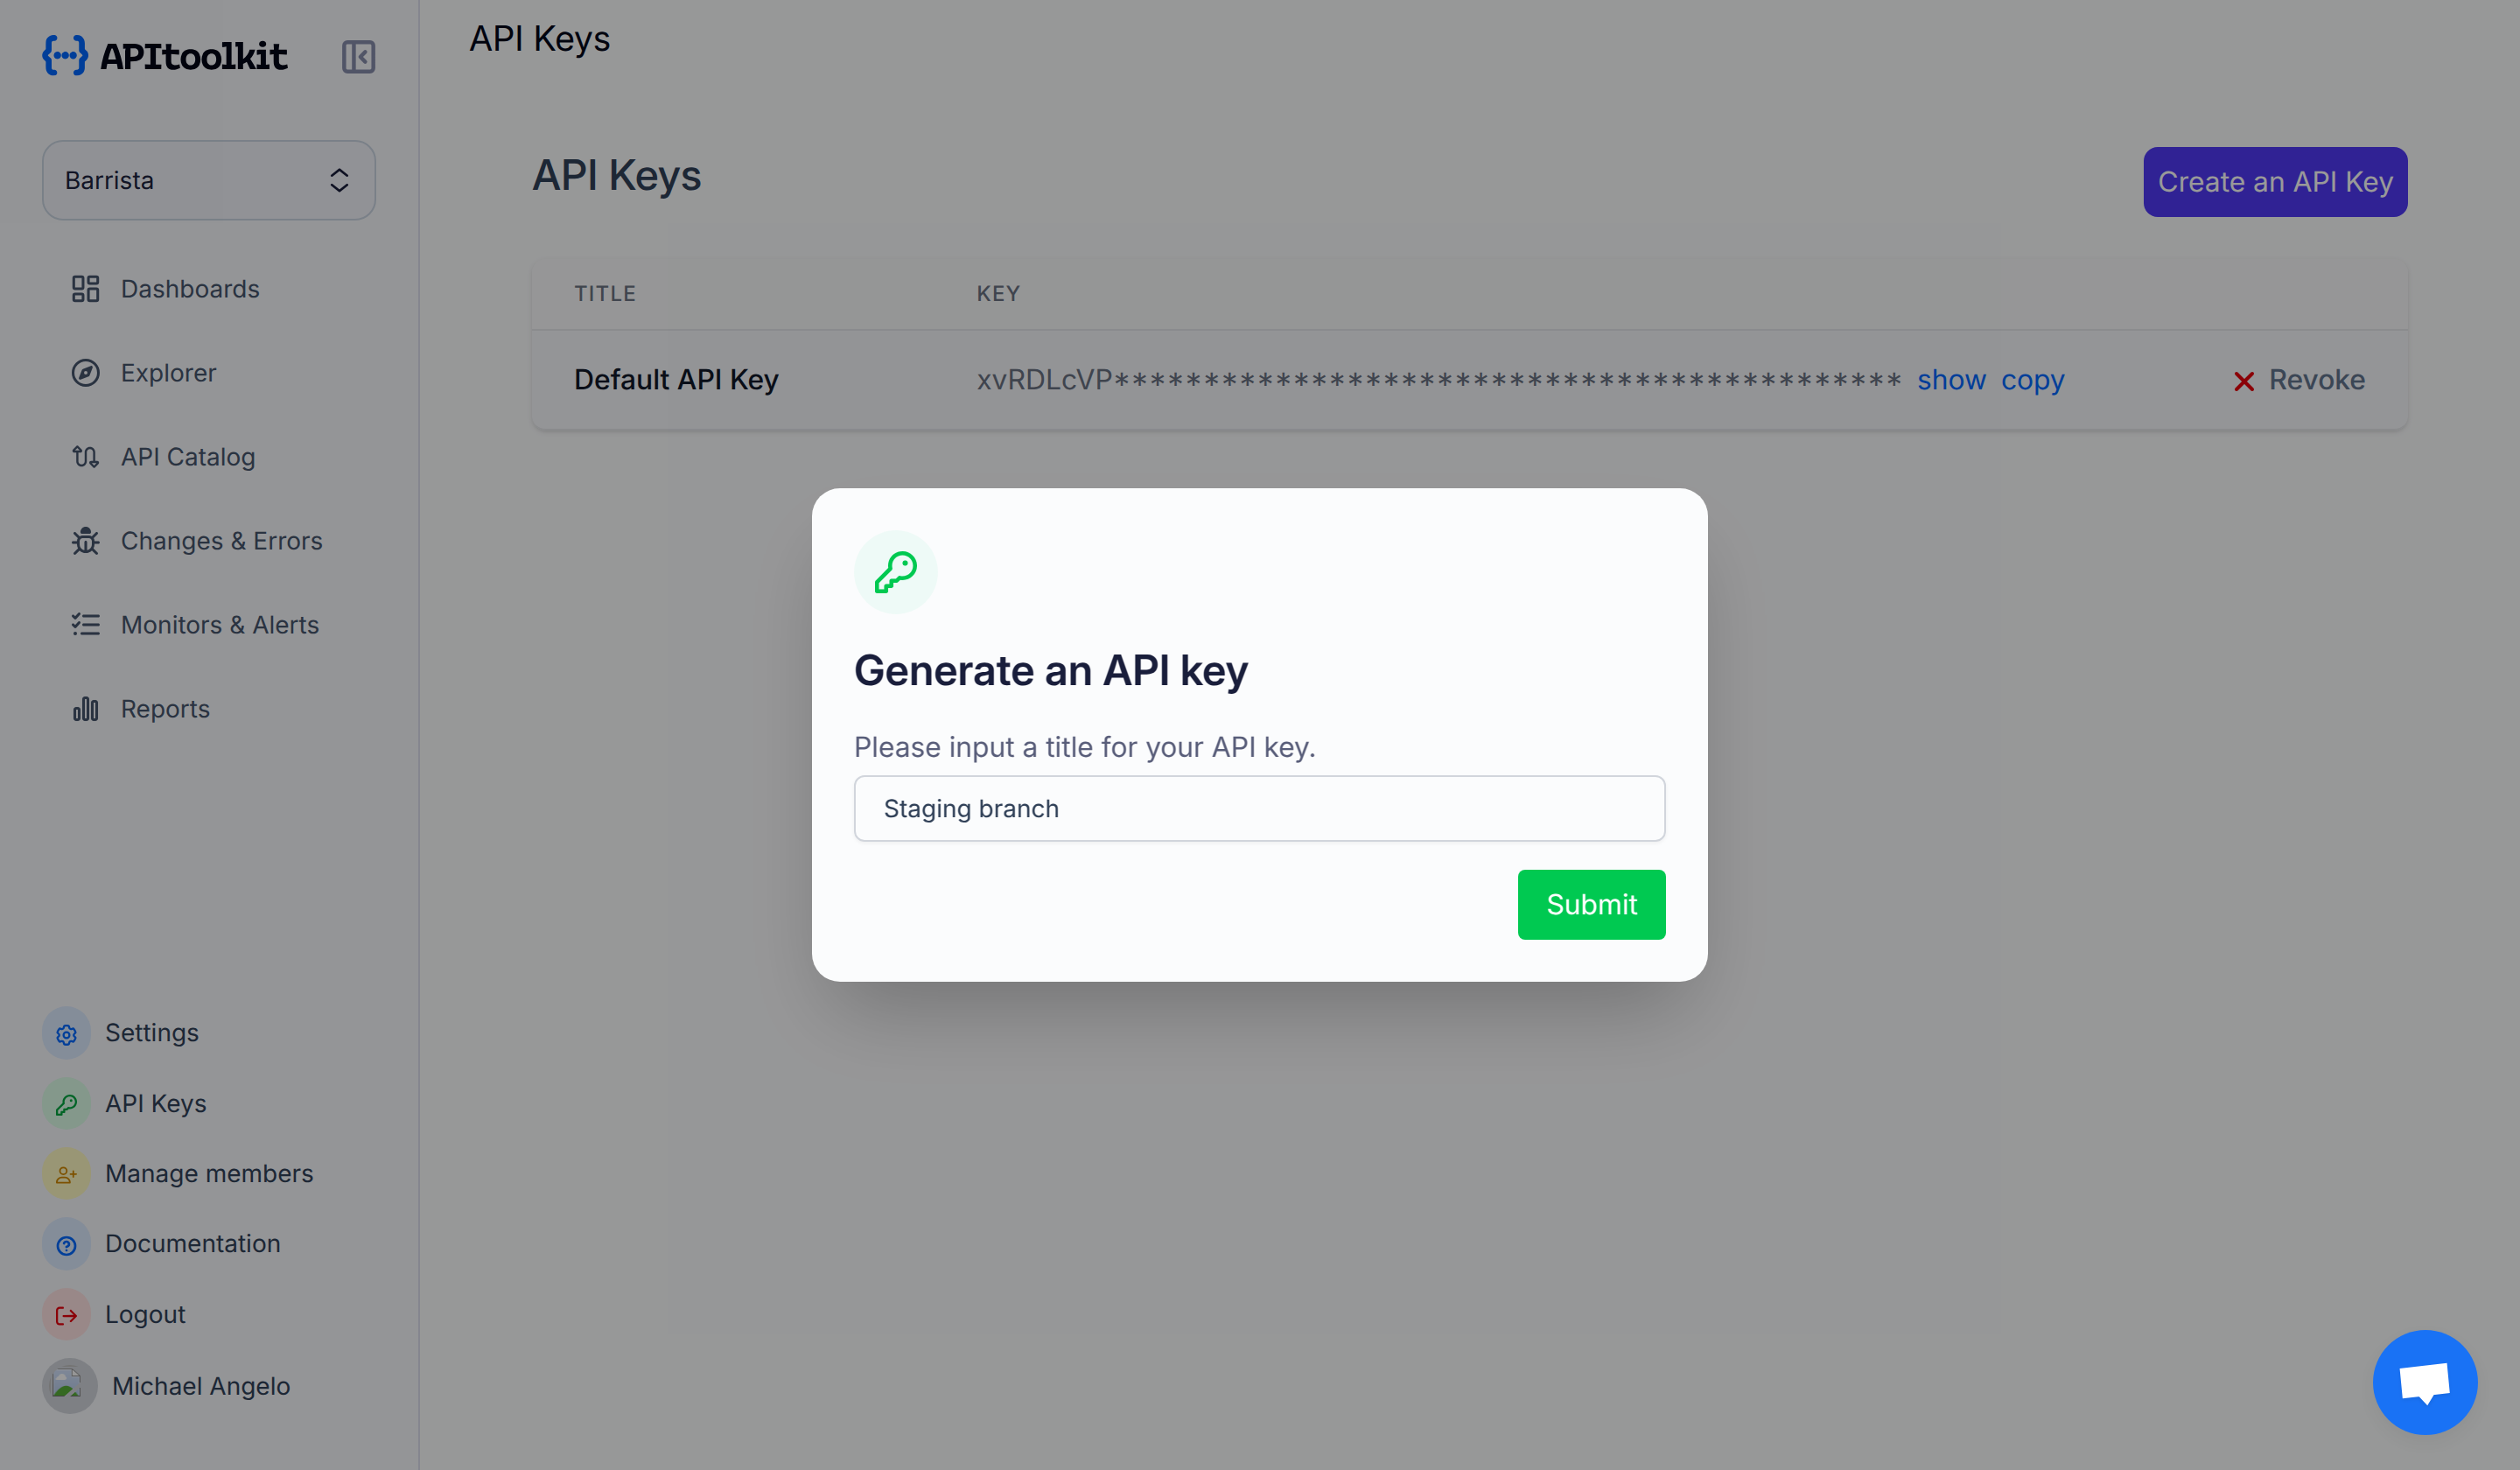 APItoolkit
Barrista
Dashboards
Explorer
API Catalog
Changes & Errors
Monitors & Alerts
Reports
Settings
API Keys
Manage members
Documentation
Logout
Michael Angelo
API Keys
API Keys
Create an API Key
TITLE KEY
Default API Key xvRDLcVP******************************************** show copy Revoke
Generate an API key
Please input a title for your API key.
Staging branch
Submit